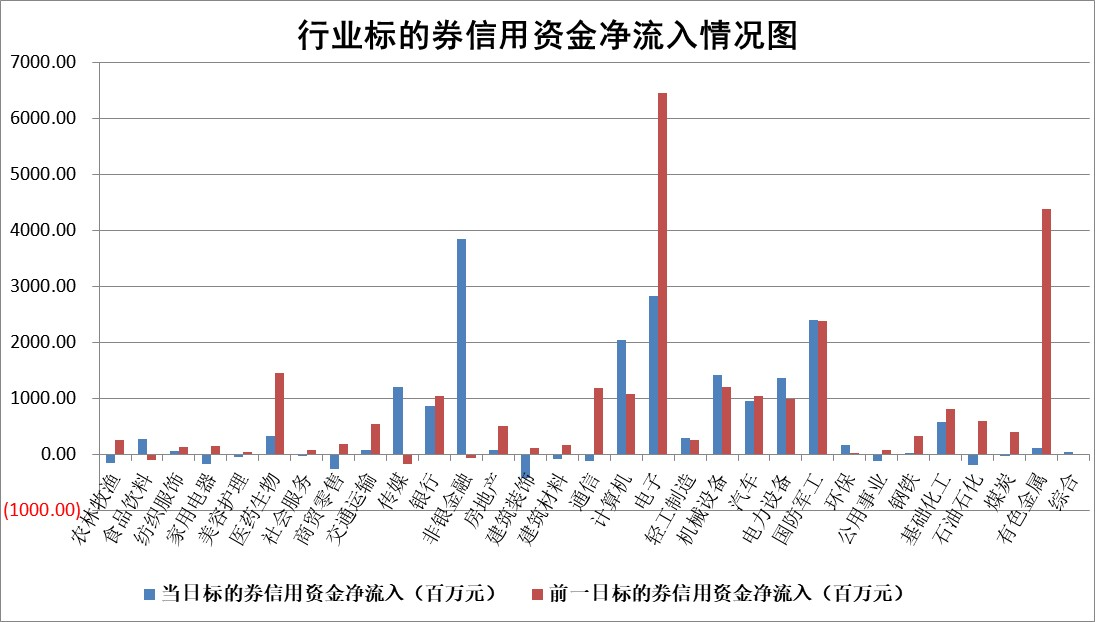 行业标的券信用资金净流入情况图
7000.00
6000.00
5000.00
4000.00
3000.00
2000.00
1000.00
0.00
(1000.00)
农林牧渔
食品饮料
纺织服饰
家用电器
美容护理
医药生物
社会服务
商贸零售
交通运输
传媒
银行
非银金融
房地产
建筑装饰
建筑材料
通信
计算机
电子
轻工制造
机械设备
汽车
电力设备
国防军工
环保
公用事业
钢铁
基础化工
石油石化
煤炭
有色金属
综合
当日标的券信用资金净流入（百万元）
前一日标的券信用资金净流入（百万元）